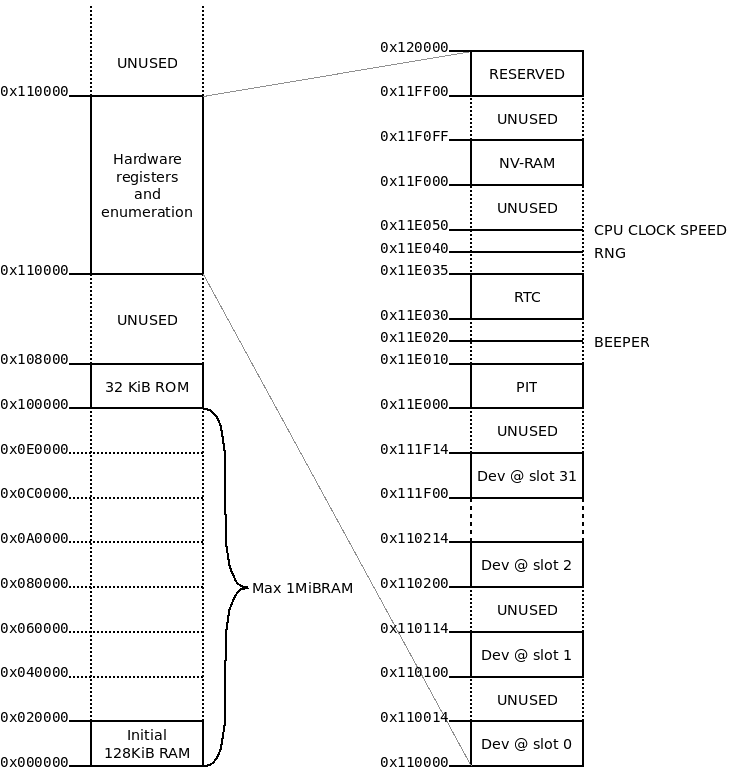 UNUSED
0x110000
Hardware
registers
and
enumeration
0x110000
UNUSED
0x108000
32 KiB ROM
0x100000
0x0E0000
0x0C0000
0x0A0000
0x080000
Max 1MiBRAM
0x060000
0x040000
0x020000
Initial
128KiB RAM
0x000000
0x120000
RESERVED
0x11FF00
UNUSED
0x11F0FF
NV-RAM
0x11F000
UNUSED
0x11E050
CPU CLOCK SPEED
0x11E040
RNG
0x11E035
RTC
0x11E030
0x11E020
BEEPER
0x11E010
PIT
0x11E000
UNUSED
0x111F14
Dev @ slot 31
0x111F00
0x110214
Dev @ slot 2
0x110200
UNUSED
0x110114
Dev @ slot 1
0x110100
UNUSED
0x110014
Dev @ slot 0
0x110000